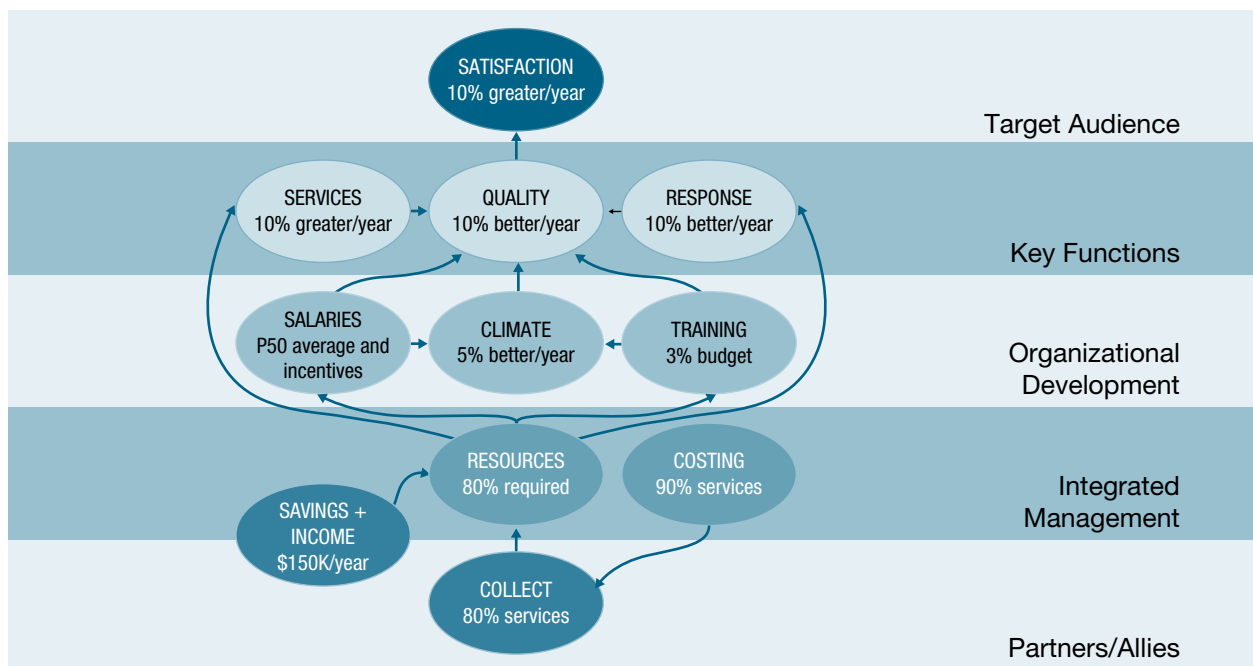 SATISFACTION
10% greater/year
Target Audience
SERVICES
10% greater/year
QUALITY
10% better/year
RESPONSE
10% better/year
Key Functions
SALARIES
P50 average and
incentives
CLIMATE
5% better/year
TRAINING
3% budget
Organizational
Development
RESOURCES
80% required
COSTING
90% services
SAVINGS +
INCOME
$150K/year
Integrated
Management
COLLECT
80% services
Partners/Allies